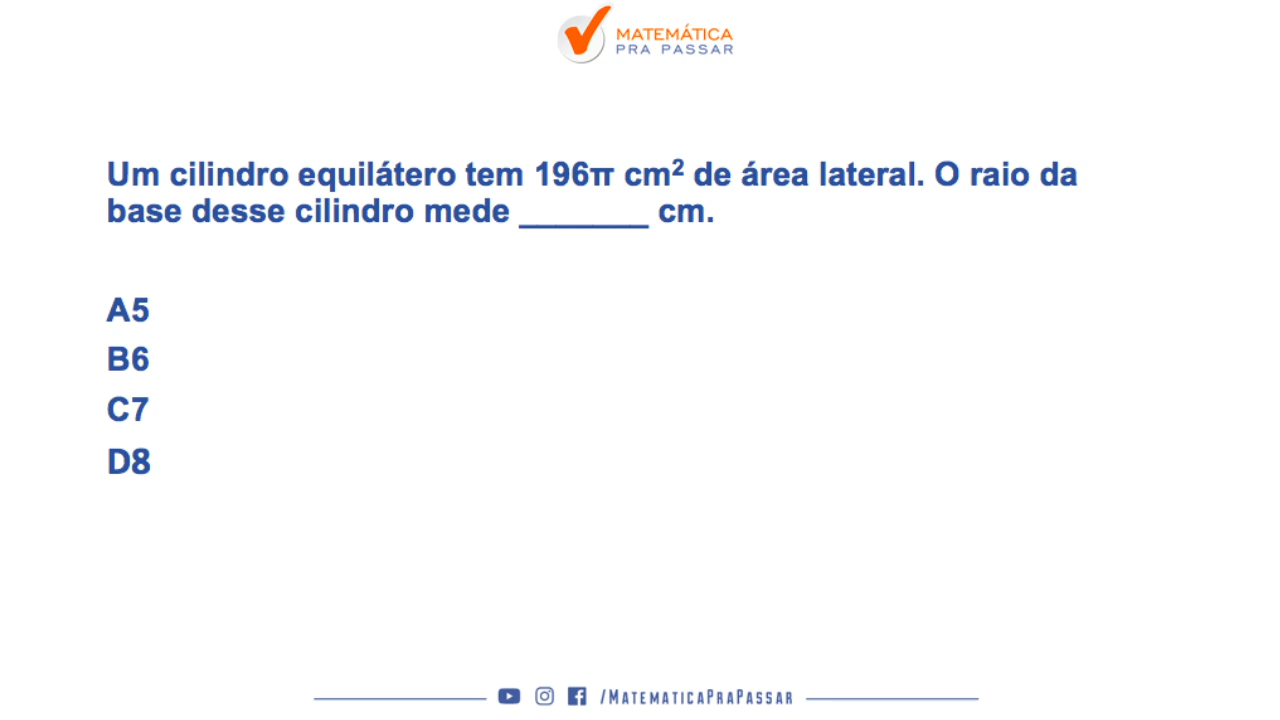 MATEMÁTICA
PRA PASSAR
Um cilindro equilátero tem 196π cm² de área lateral. O raio da
base desse cilindro mede _______ cm.
A5
B6
C7
D8
/MATEMATICAPRAPASSAR